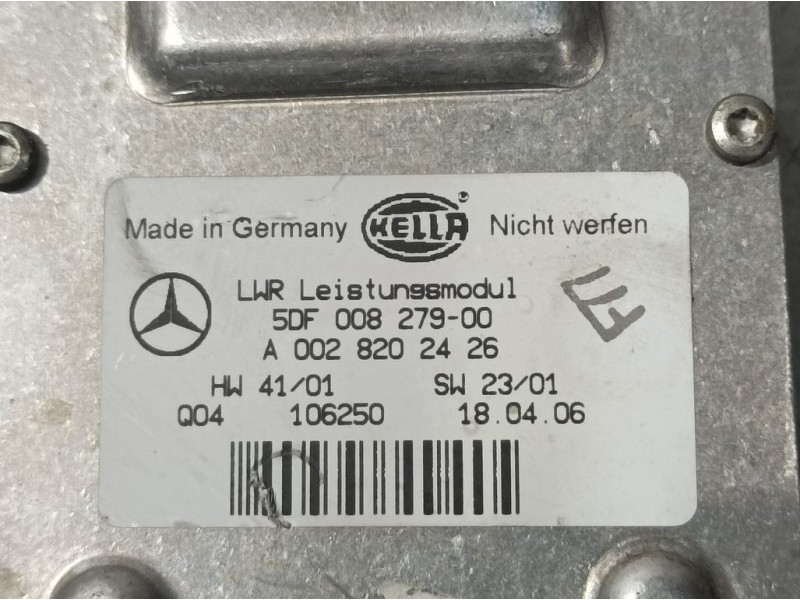 Made in Germany HELLA Nicht werfen
LWR Leistungsmodul
5DF 008 279-00
A 002 820 24 26
HW 41/01 SW 23/01
Q04 106250 18.04.06